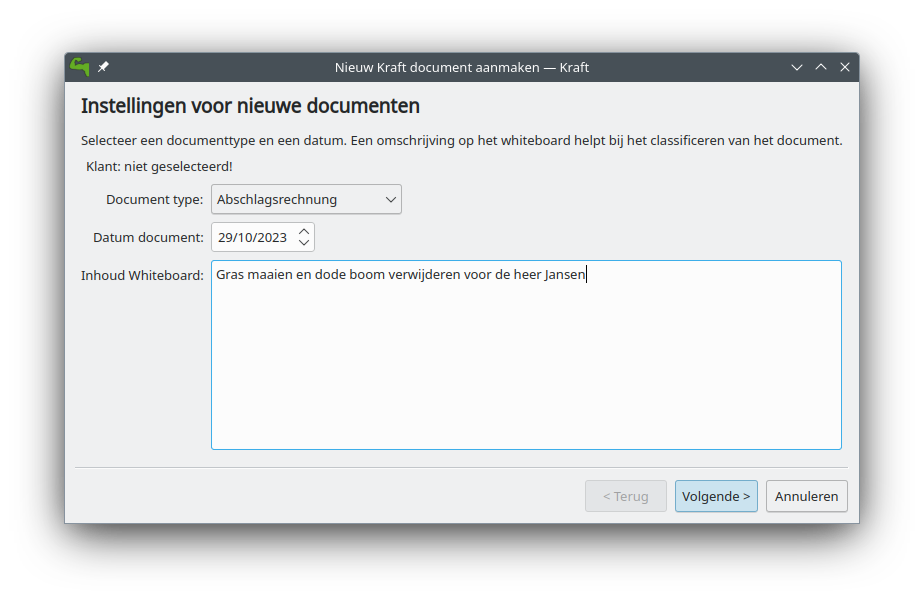 Nieuw Kraft document aanmaken — Kraft
Instellingen voor nieuwe documenten
Selecteer een documenttype en een datum. Een omschrijving op het whiteboard helpt bij het classificeren van het document.
Klant: niet geselecteerd!
Document type: Abschlagsrechnung
Datum document: 29/10/2023
Inhoud Whiteboard: Gras maaien en dode boom verwijderen voor de heer Jansen
< Terug Volgende > Annuleren